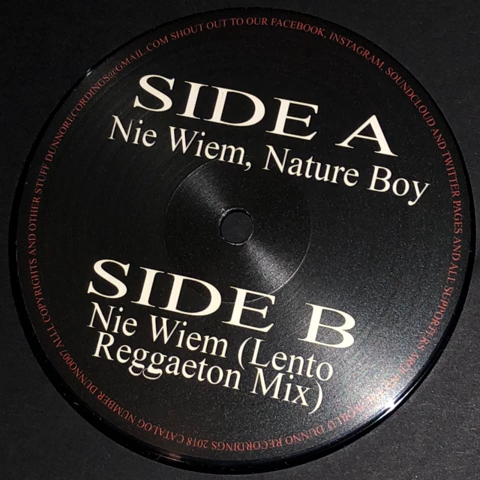 SIDE A
Nie Wiem, Nature Boy
SIDE B
Nie Wiem (Lento
Reggaeton Mix)
DUNNO RECORDINGS 2018 CATALOG NUMBER DUNNO007 ALL COPYRIGHTS AND OTHER STUFF DUNNORECORDINGS@GMAIL.COM SHOUT OUT TO OUR FACEBOOK, INSTAGRAM, SOUNDCLOUD AND TWITTER PAGES AND ALL SUPPORTERS